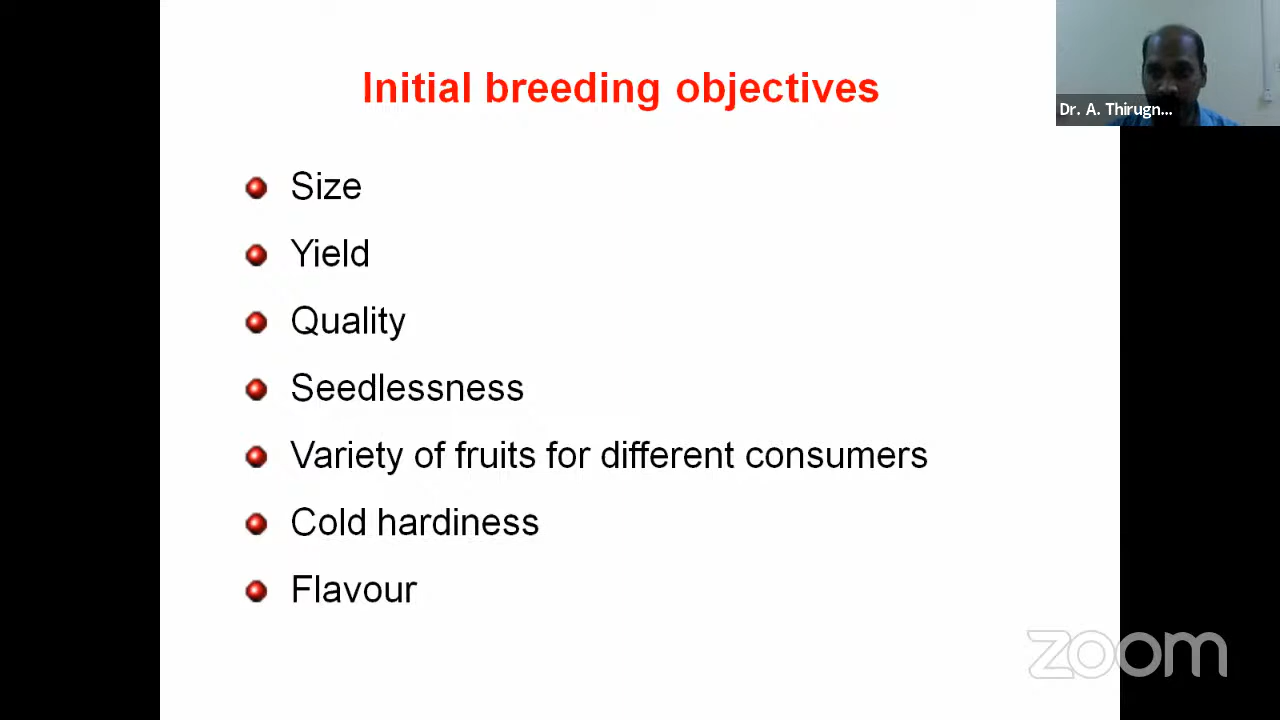 Initial breeding objectives
Dr. A. Thirugn...
Size
Yield
Quality
Seedlessness
Variety of fruits for different consumers
Cold hardiness
Flavour
zoom